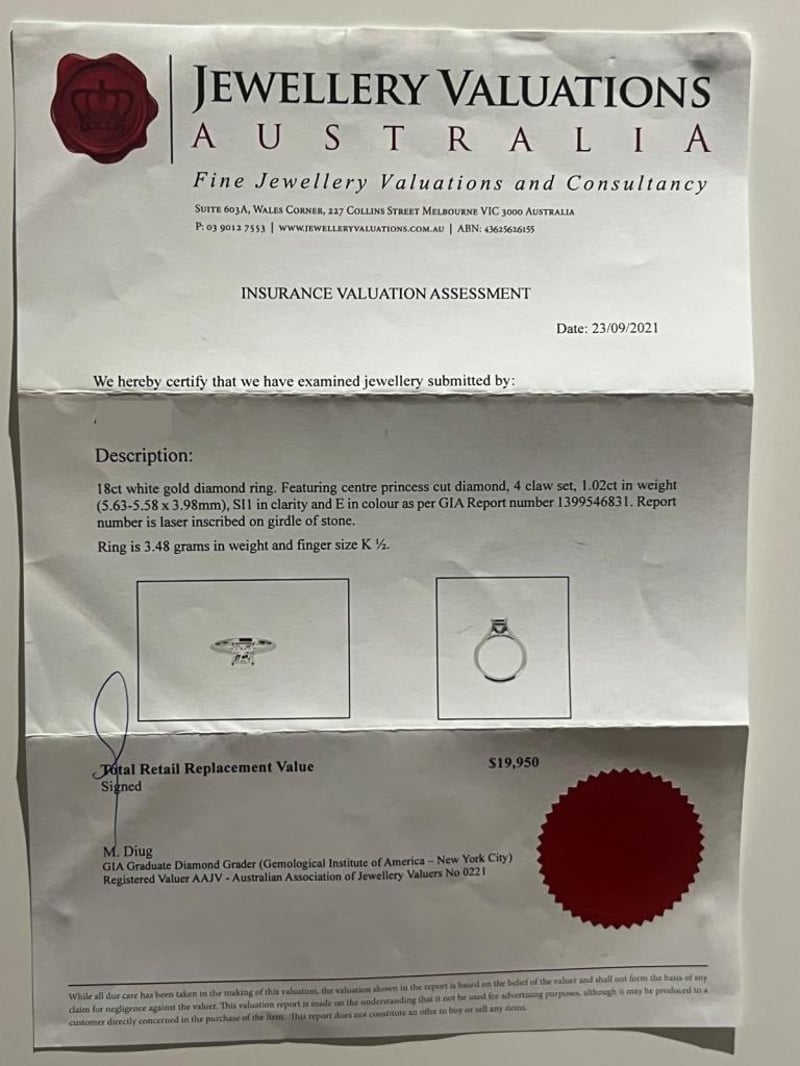 JEWELLERY VALUATIONS
AUSTRALIA
Fine Jewellery Valuations and Consultancy
SUITE 603A, WALES CORNER, 227 COLLINS STREET MELBOURNE VIC 3000 AUSTRALIA
P: 03 9012 7553 | WWW.JEWELLERYVALUATIONS.COM.AU | ABN: 43625626155
INSURANCE VALUATION ASSESSMENT
Date: 23/09/2021
We hereby certify that we have examined jewellery submitted by:
Description:
18ct white gold diamond ring. Featuring centre princess cut diamond, 4 claw set, 1.02ct in weight
(5.63-5.58 x 3.98mm), SI1 in clarity and E in colour as per GIA Report number 1399546831. Report
number is laser inscribed on girdle of stone.
Ring is 3.48 grams in weight and finger size K ½.
Total Retail Replacement Value $19,950
Signed
M. Diug
GIA Graduate Diamond Grader (Gemological Institute of America – New York City)
Registered Valuer AAJV - Australian Association of Jewellery Valuers No 0221
While all due care has been taken in the making of this valuation, the valuation shown in the report is based on the belief of the valuer and shall not form the basis of any
claim for negligence against the valuer. This valuation report is made on the understanding that it not be used for advertising purposes, although it may be produced to a
customer directly concerned in the purchase of the item. This report does not constitute an offer to buy or sell any items.